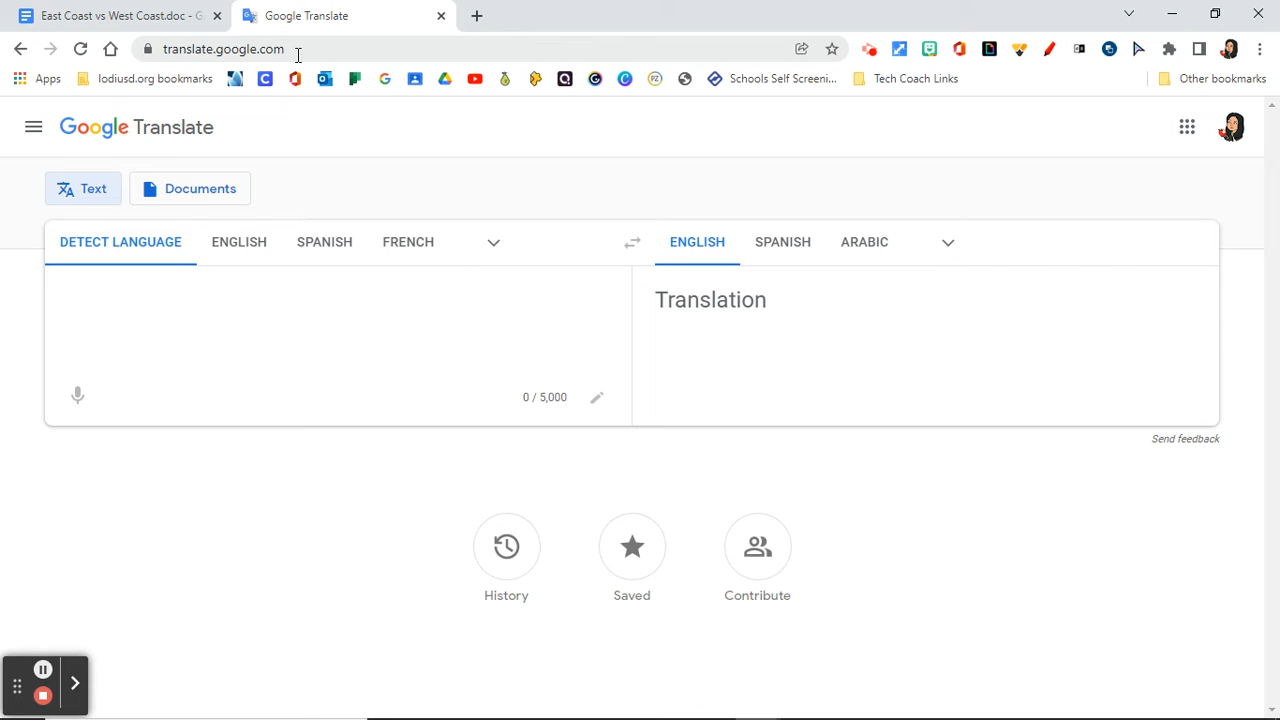 East Coast vs West Coast.doc - G
Google Translate
translate.google.com
Apps
lodiusd.org bookmarks
Schools Self Screeni...
Tech Coach Links
Other bookmarks
Google Translate
Text
Documents
DETECT LANGUAGE
ENGLISH
SPANISH
FRENCH
ENGLISH
SPANISH
ARABIC
Translation
0 / 5,000
Send feedback
History
Saved
Contribute